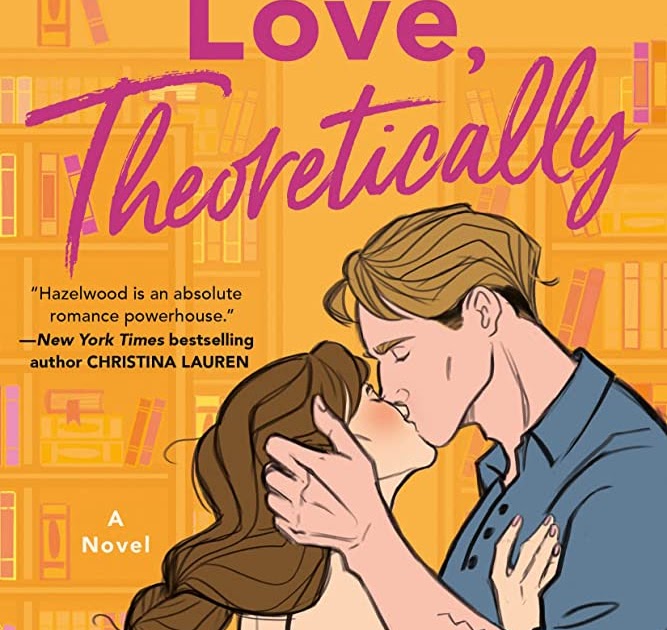 Love,
Theoretically
“Hazelwood is an absolute
romance powerhouse.”
—New York Times bestselling
author CHRISTINA LAUREN
A
Novel